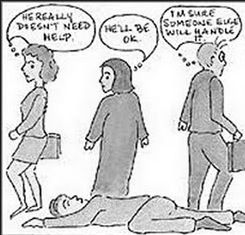 HE REALLY
DOESN'T NEED
HELP.
HE'LL BE
OK.
I'M SURE
SOMEONE ELSE
WILL HANDLE
IT.